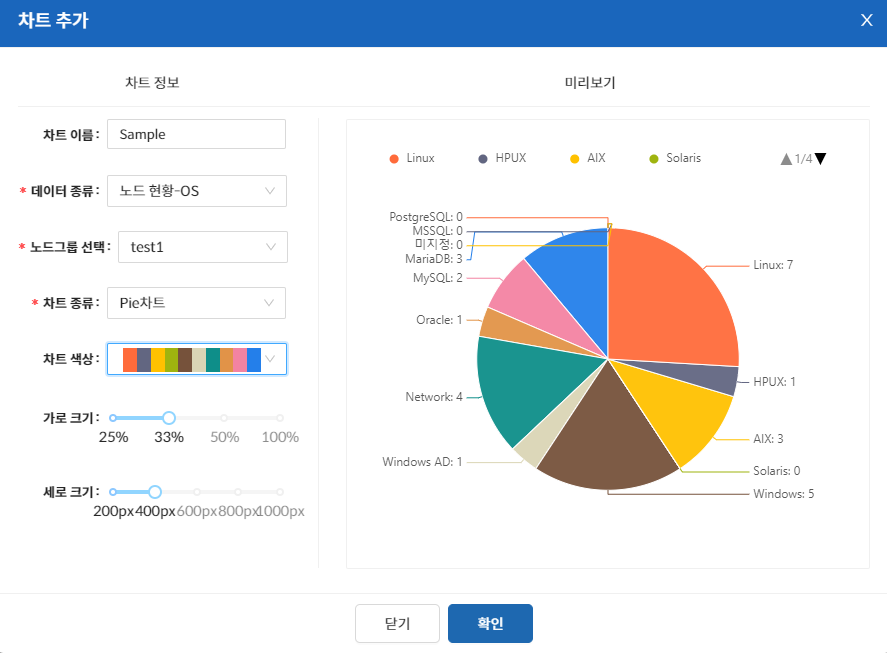 차트 추가
X
차트 정보
미리보기
차트 이름: Sample
* 데이터 종류: 노드 현황-OS
* 노드그룹 선택: test1
* 차트 종류: Pie차트
차트 색상:
가로 크기:
25% 33% 50% 100%
세로 크기:
200px 400px 600px 800px 1000px
Linux HPUX AIX Solaris ▲1/4▼
PostgreSQL: 0
MSSQL: 0
미지정: 0
MariaDB: 3
MySQL: 2
Oracle: 1
Network: 4
Windows AD: 1
Linux: 7
HPUX: 1
AIX: 3
Solaris: 0
Windows: 5
닫기 확인